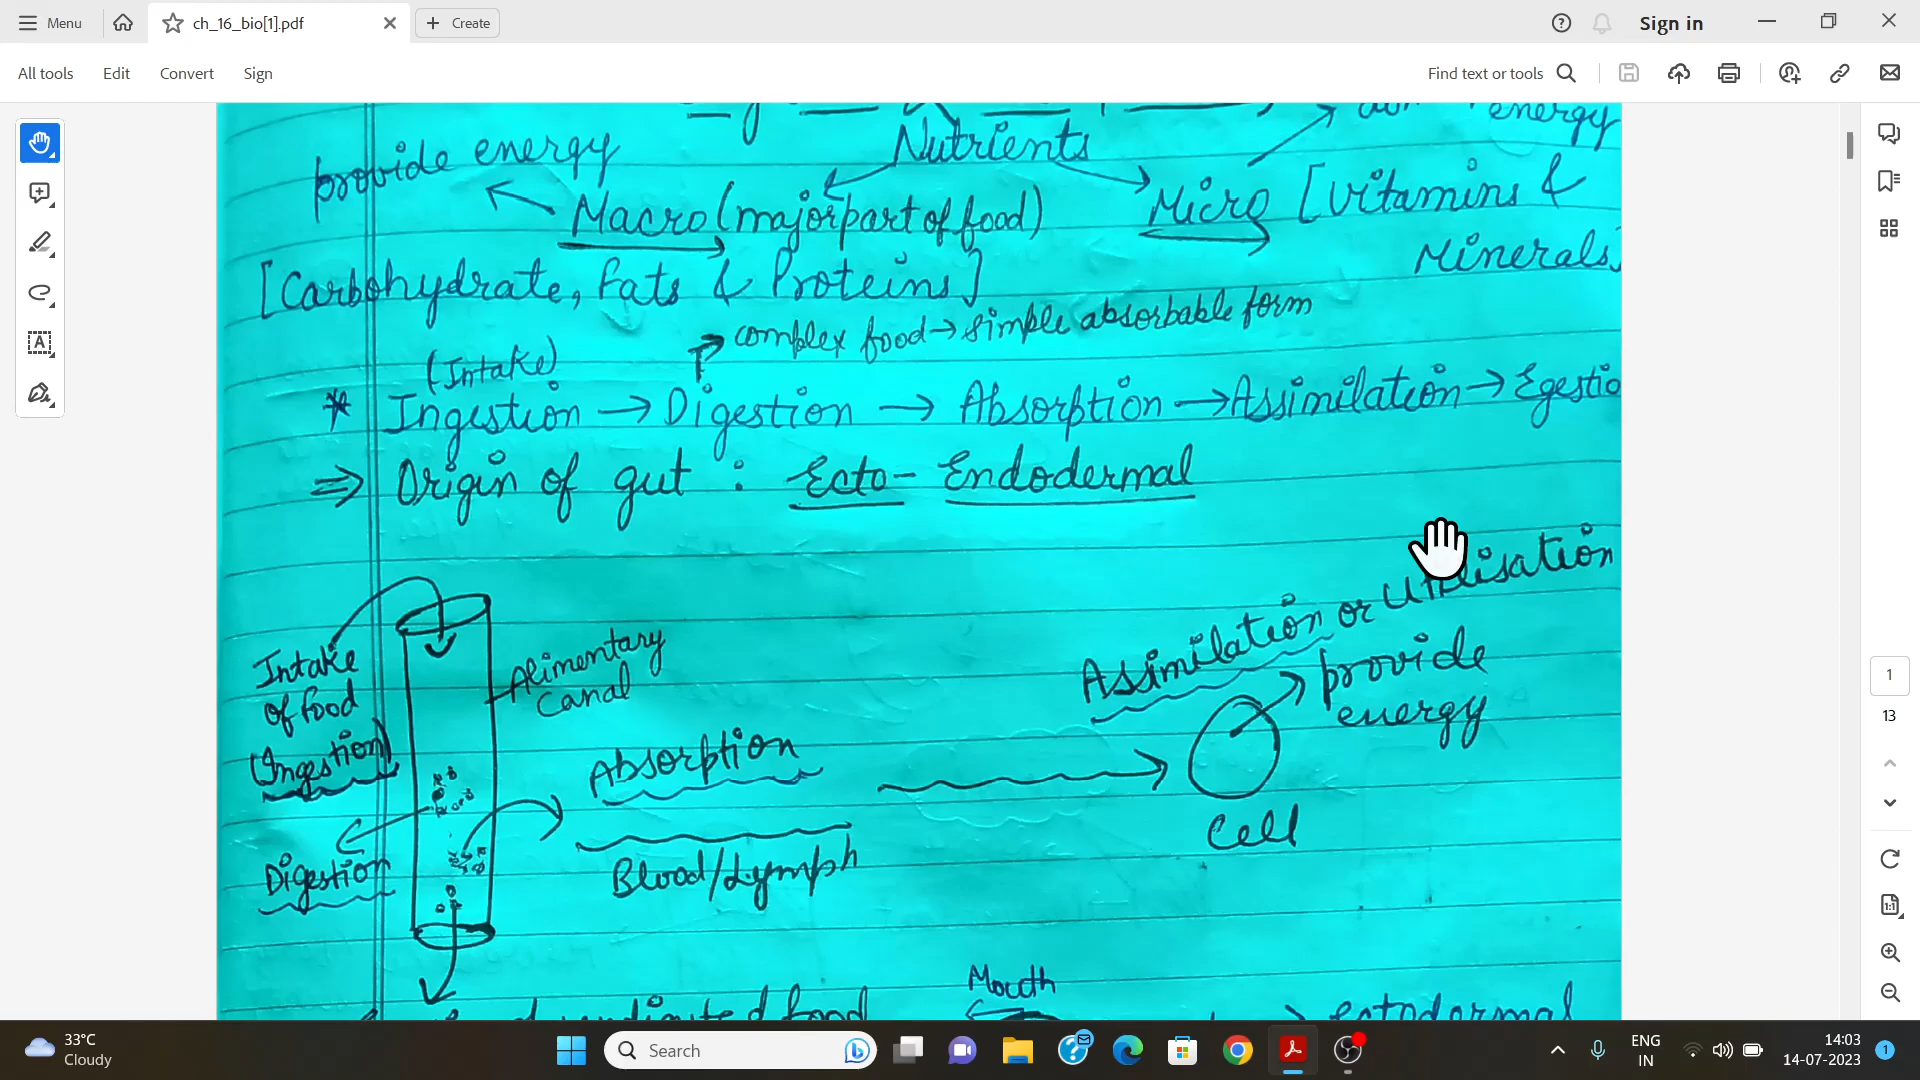 Menu
ch_16_bio[1].pdf
Create
Sign in
All tools
Edit
Convert
Sign
Find text or tools
energy
provide energy
Nutrients
Macro (major part of food)
Micro [Vitamins &
Minerals]
[Carbohydrate, Fats & Proteins]
complex food → simple absorbable form
(Intake)
* Ingestion → Digestion → Absorption → Assimilation → Egestio
⇒ Origin of gut : Ecto- Endodermal
Assimilation or Utilisation
Intake
of food
(Ingestion)
Alimentary
Canal
provide
energy
Absorption
Cell
Digestion
Blood/Lymph
Mouth
of undigested food
ectodermal
1
13
33°C
Cloudy
Search
ENG
IN
14:03
14-07-2023
1